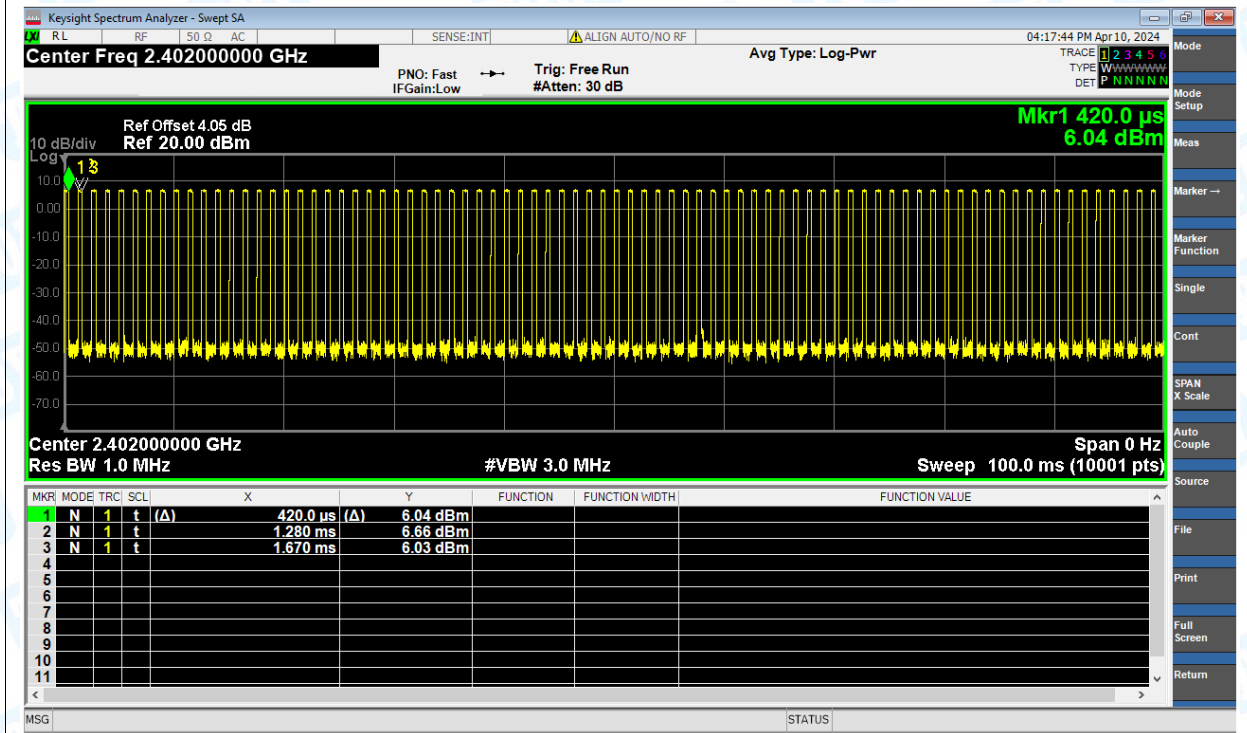 Keysight Spectrum Analyzer - Swept SA
LXI RL RF 50 Ω AC SENSE:INT ALIGN AUTO/NO RF 04:17:44 PM Apr 10, 2024
Center Freq 2.402000000 GHz
PNO: Fast
IFGain:Low
Trig: Free Run
#Atten: 30 dB
Avg Type: Log-Pwr
TRACE 1 2 3 4 5 6
TYPE WWWWWW
DET P N N N N N
Mkr1 420.0 µs
6.04 dBm
Ref Offset 4.05 dB
10 dB/div Ref 20.00 dBm
Log
1 3
10.0
0.00
-10.0
-20.0
-30.0
-40.0
-50.0
-60.0
-70.0
Center 2.402000000 GHz Span 0 Hz
Res BW 1.0 MHz #VBW 3.0 MHz Sweep 100.0 ms (10001 pts)
MKR MODE TRC SCL X Y FUNCTION FUNCTION WIDTH FUNCTION VALUE
1 N 1 t (Δ) 420.0 µs (Δ) 6.04 dBm
2 N 1 t 1.280 ms 6.66 dBm
3 N 1 t 1.670 ms 6.03 dBm
4
5
6
7
8
9
10
11
MSG STATUS
Mode
Mode
Setup
Meas
Marker →
Marker
Function
Single
Cont
SPAN
X Scale
Auto
Couple
Source
File
Print
Full
Screen
Return